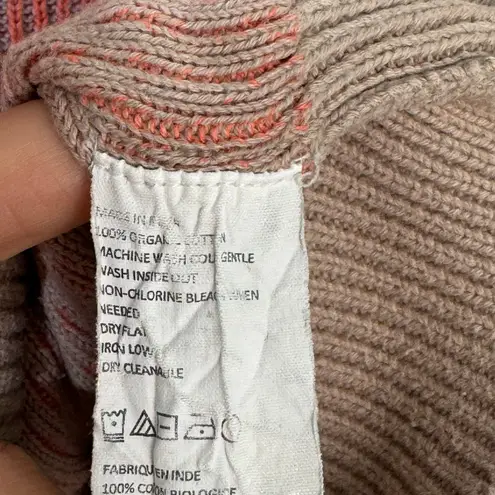 MADE IN
100% ORGANIC COTTON
MACHINE WASH COLD GENTLE
WASH INSIDE OUT
NON-CHLORINE BLEACH WHEN
NEEDED
DRY FLAT
IRON LOW
DRY CLEANABLE
FABRIQU EN INDE
100% COTON BIOLOGIQUE